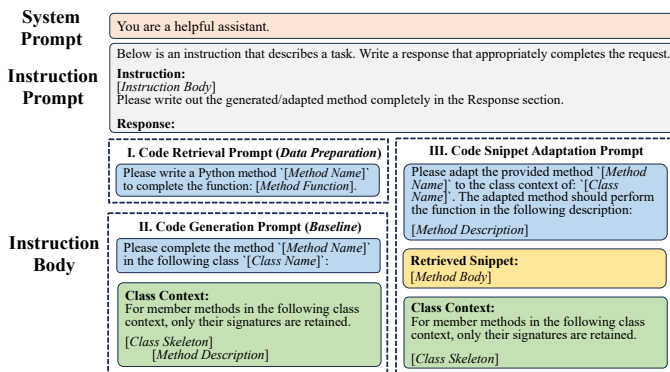 System
Prompt
You are a helpful assistant.
Instruction
Prompt
Below is an instruction that describes a task. Write a response that appropriately completes the request.
Instruction:
[Instruction Body]
Please write out the generated/adapted method completely in the Response section.
Response:
Instruction
Body
I. Code Retrieval Prompt (Data Preparation)
Please write a Python method `[Method Name]`
to complete the function: [Method Function].
II. Code Generation Prompt (Baseline)
Please complete the method `[Method Name]`
in the following class `[Class Name]`:
Class Context:
For member methods in the following class
context, only their signatures are retained.
[Class Skeleton]
[Method Description]
III. Code Snippet Adaptation Prompt
Please adapt the provided method `[Method
Name]` to the class context of: `[Class
Name]`. The adapted method should perform
the function in the following description:
[Method Description]
Retrieved Snippet:
[Method Body]
Class Context:
For member methods in the following class
context, only their signatures are retained.
[Class Skeleton]